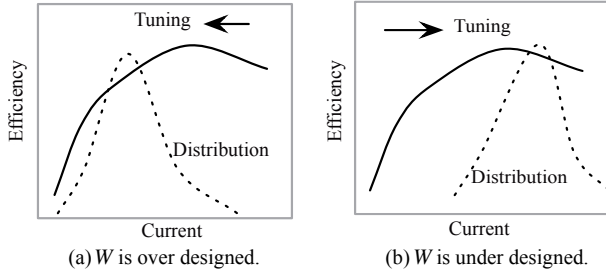 Tuning
Efficiency
Distribution
Current
(a) W is over designed.
Tuning
Efficiency
Distribution
Current
(b) W is under designed.